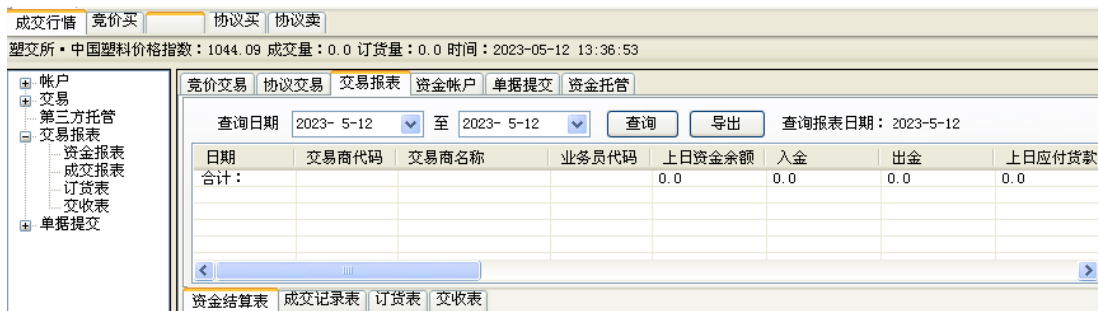 成交行情 竞价买 协议买 协议卖
塑交所·中国塑料价格指数：1044.09 成交量：0.0 订货量：0.0 时间：2023-05-12 13:36:53
帐户
交易
第三方托管
交易报表
资金报表
成交报表
订货表
交收表
单据提交
竞价交易 协议交易 交易报表 资金帐户 单据提交 资金托管
查询日期 2023- 5-12 至 2023- 5-12 查询 导出 查询报表日期：2023-5-12
日期 交易商代码 交易商名称 业务员代码 上日资金余额 入金 出金 上日应付货款
合计： 0.0 0.0 0.0 0.0
资金结算表 成交记录表 订货表 交收表